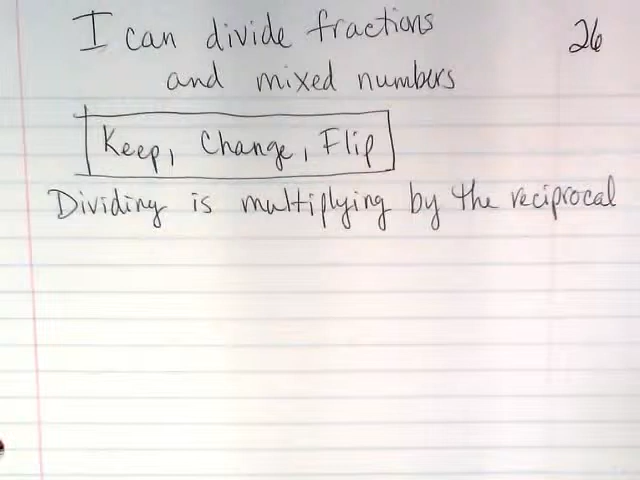 I can divide fractions 26
and mixed numbers
Keep, Change, Flip
Dividing is multiplying by the reciprocal